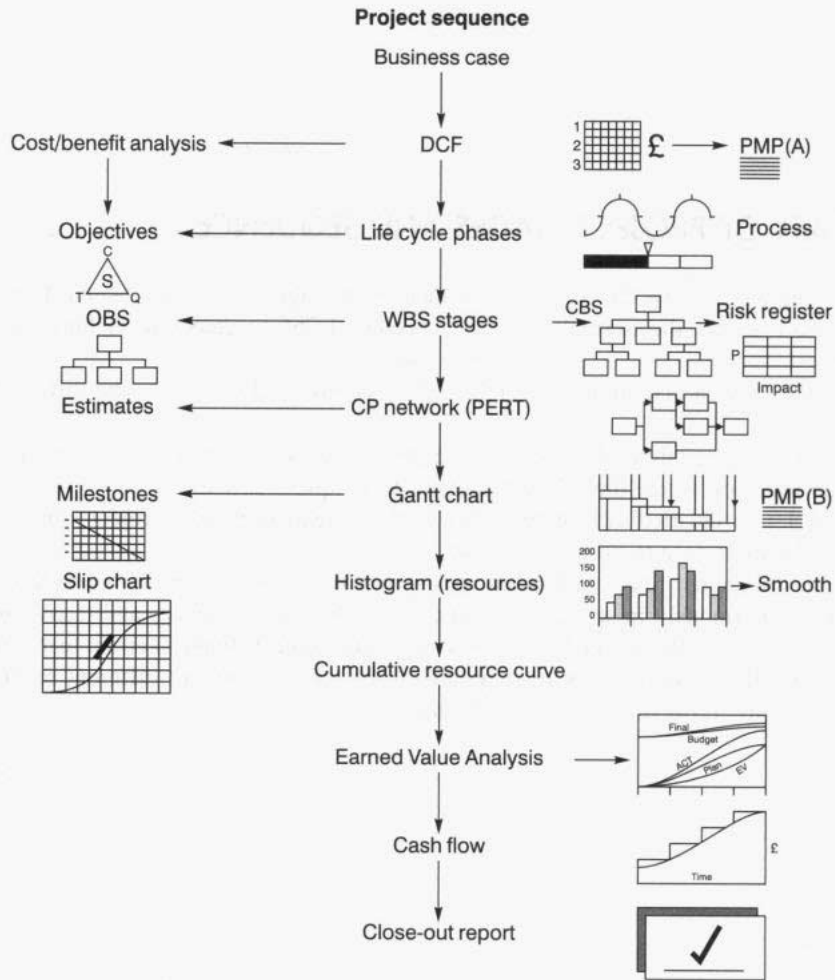 Project sequence
Business case
Cost/benefit analysis
DCF
1
2
3
£
PMP(A)
Objectives
C
S
T
Q
Life cycle phases
Process
OBS
WBS stages
CBS
Risk register
P
Impact
Estimates
CP network (PERT)
Milestones
Gantt chart
PMP(B)
Slip chart
Histogram (resources)
200
150
100
50
0
Smooth
Cumulative resource curve
Earned Value Analysis
Final
Budget
ACT
Plan
EV
Cash flow
£
Time
Close-out report